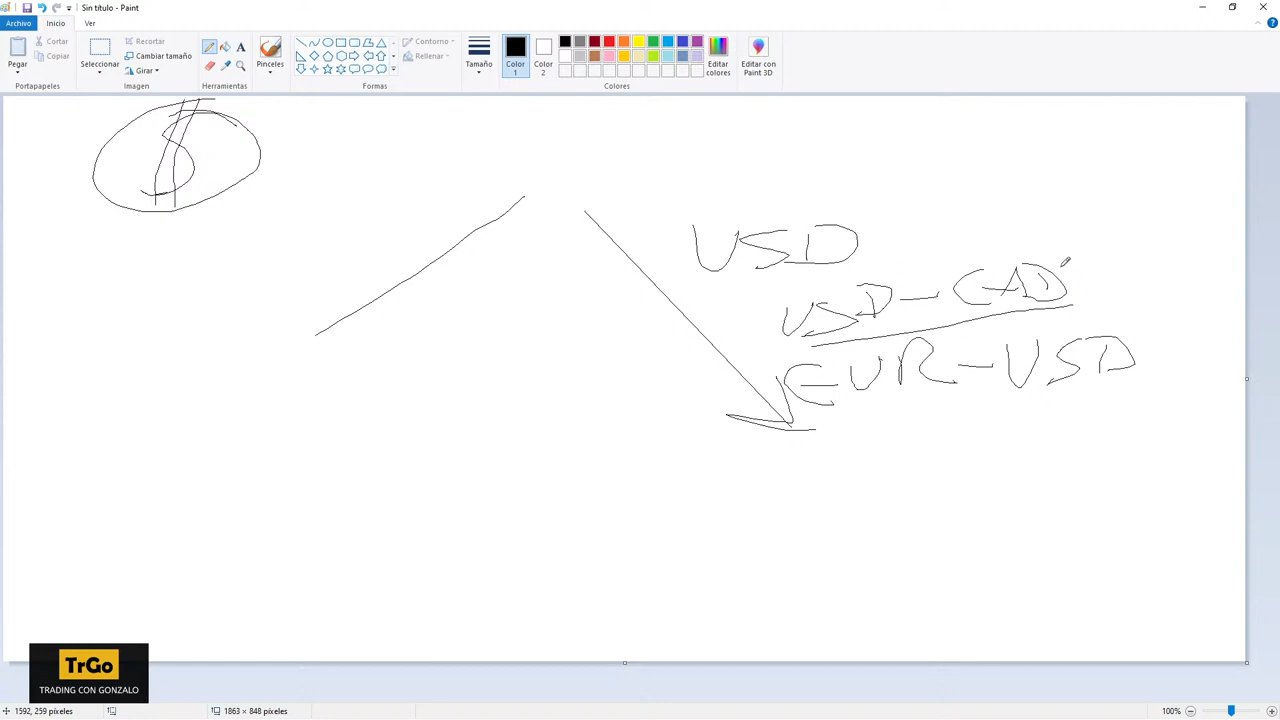 Sin título - Paint
Archivo Inicio Ver
Pegar
Cortar
Copiar
Portapapeles
Seleccionar
Recortar
Cambiar tamaño
Girar
Imagen
A
Herramientas
Pinceles
Contorno
Rellenar
Formas
Tamaño
Color 1
Color 2
Editar colores
Colores
Editar con Paint 3D
$
USD
USD - CAD
EUR - USD
TrGo
TRADING CON GONZALO
1592, 259 píxeles
1863 × 848 píxeles
100%